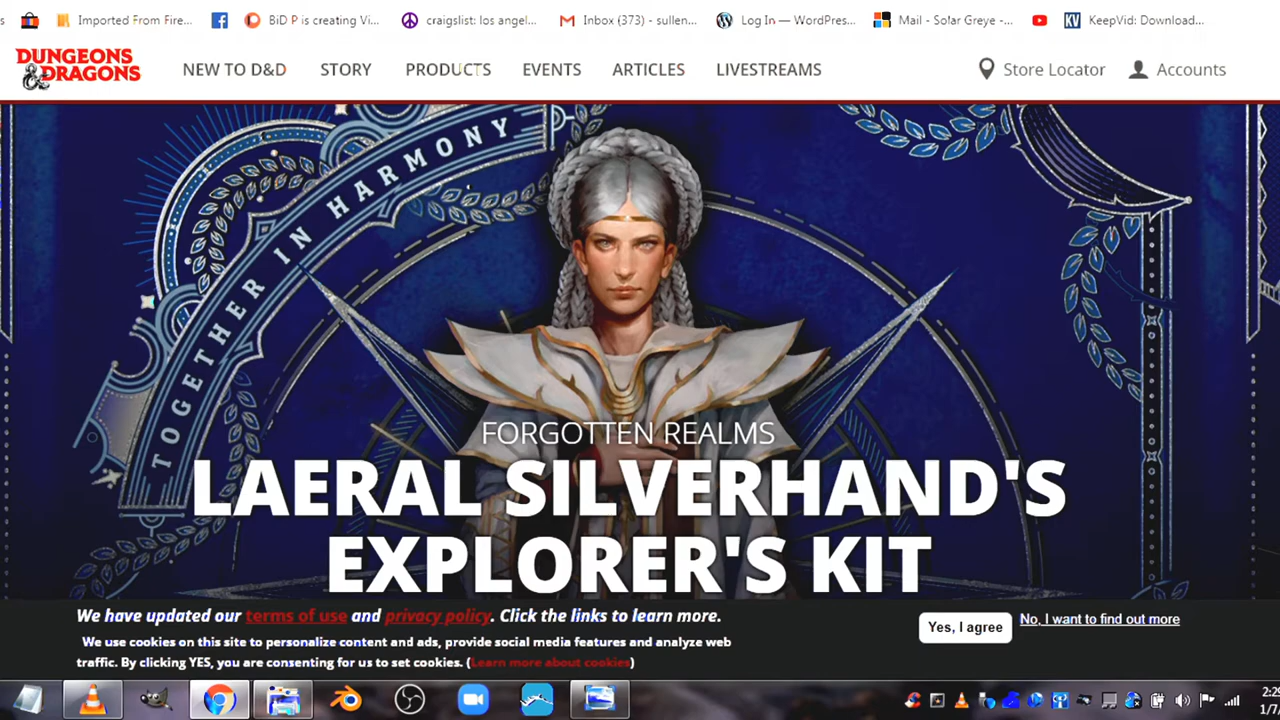 s Imported From Fire... BiD P is creating Vi... craigslist: los angel... Inbox (373) - sullen... Log In — WordPres... Mail - Solar Greye -... KeepVid: Download...
DUNGEONS & DRAGONS NEW TO D&D STORY PRODUCTS EVENTS ARTICLES LIVESTREAMS Store Locator Accounts
TOGETHER IN HARMONY
FORGOTTEN REALMS
LAERAL SILVERHAND'S
EXPLORER'S KIT
We have updated our terms of use and privacy policy. Click the links to learn more.
We use cookies on this site to personalize content and ads, provide social media features and analyze web
traffic. By clicking YES, you are consenting for us to set cookies. (Learn more about cookies)
Yes, I agree No, I want to find out more
2:29
1/7/